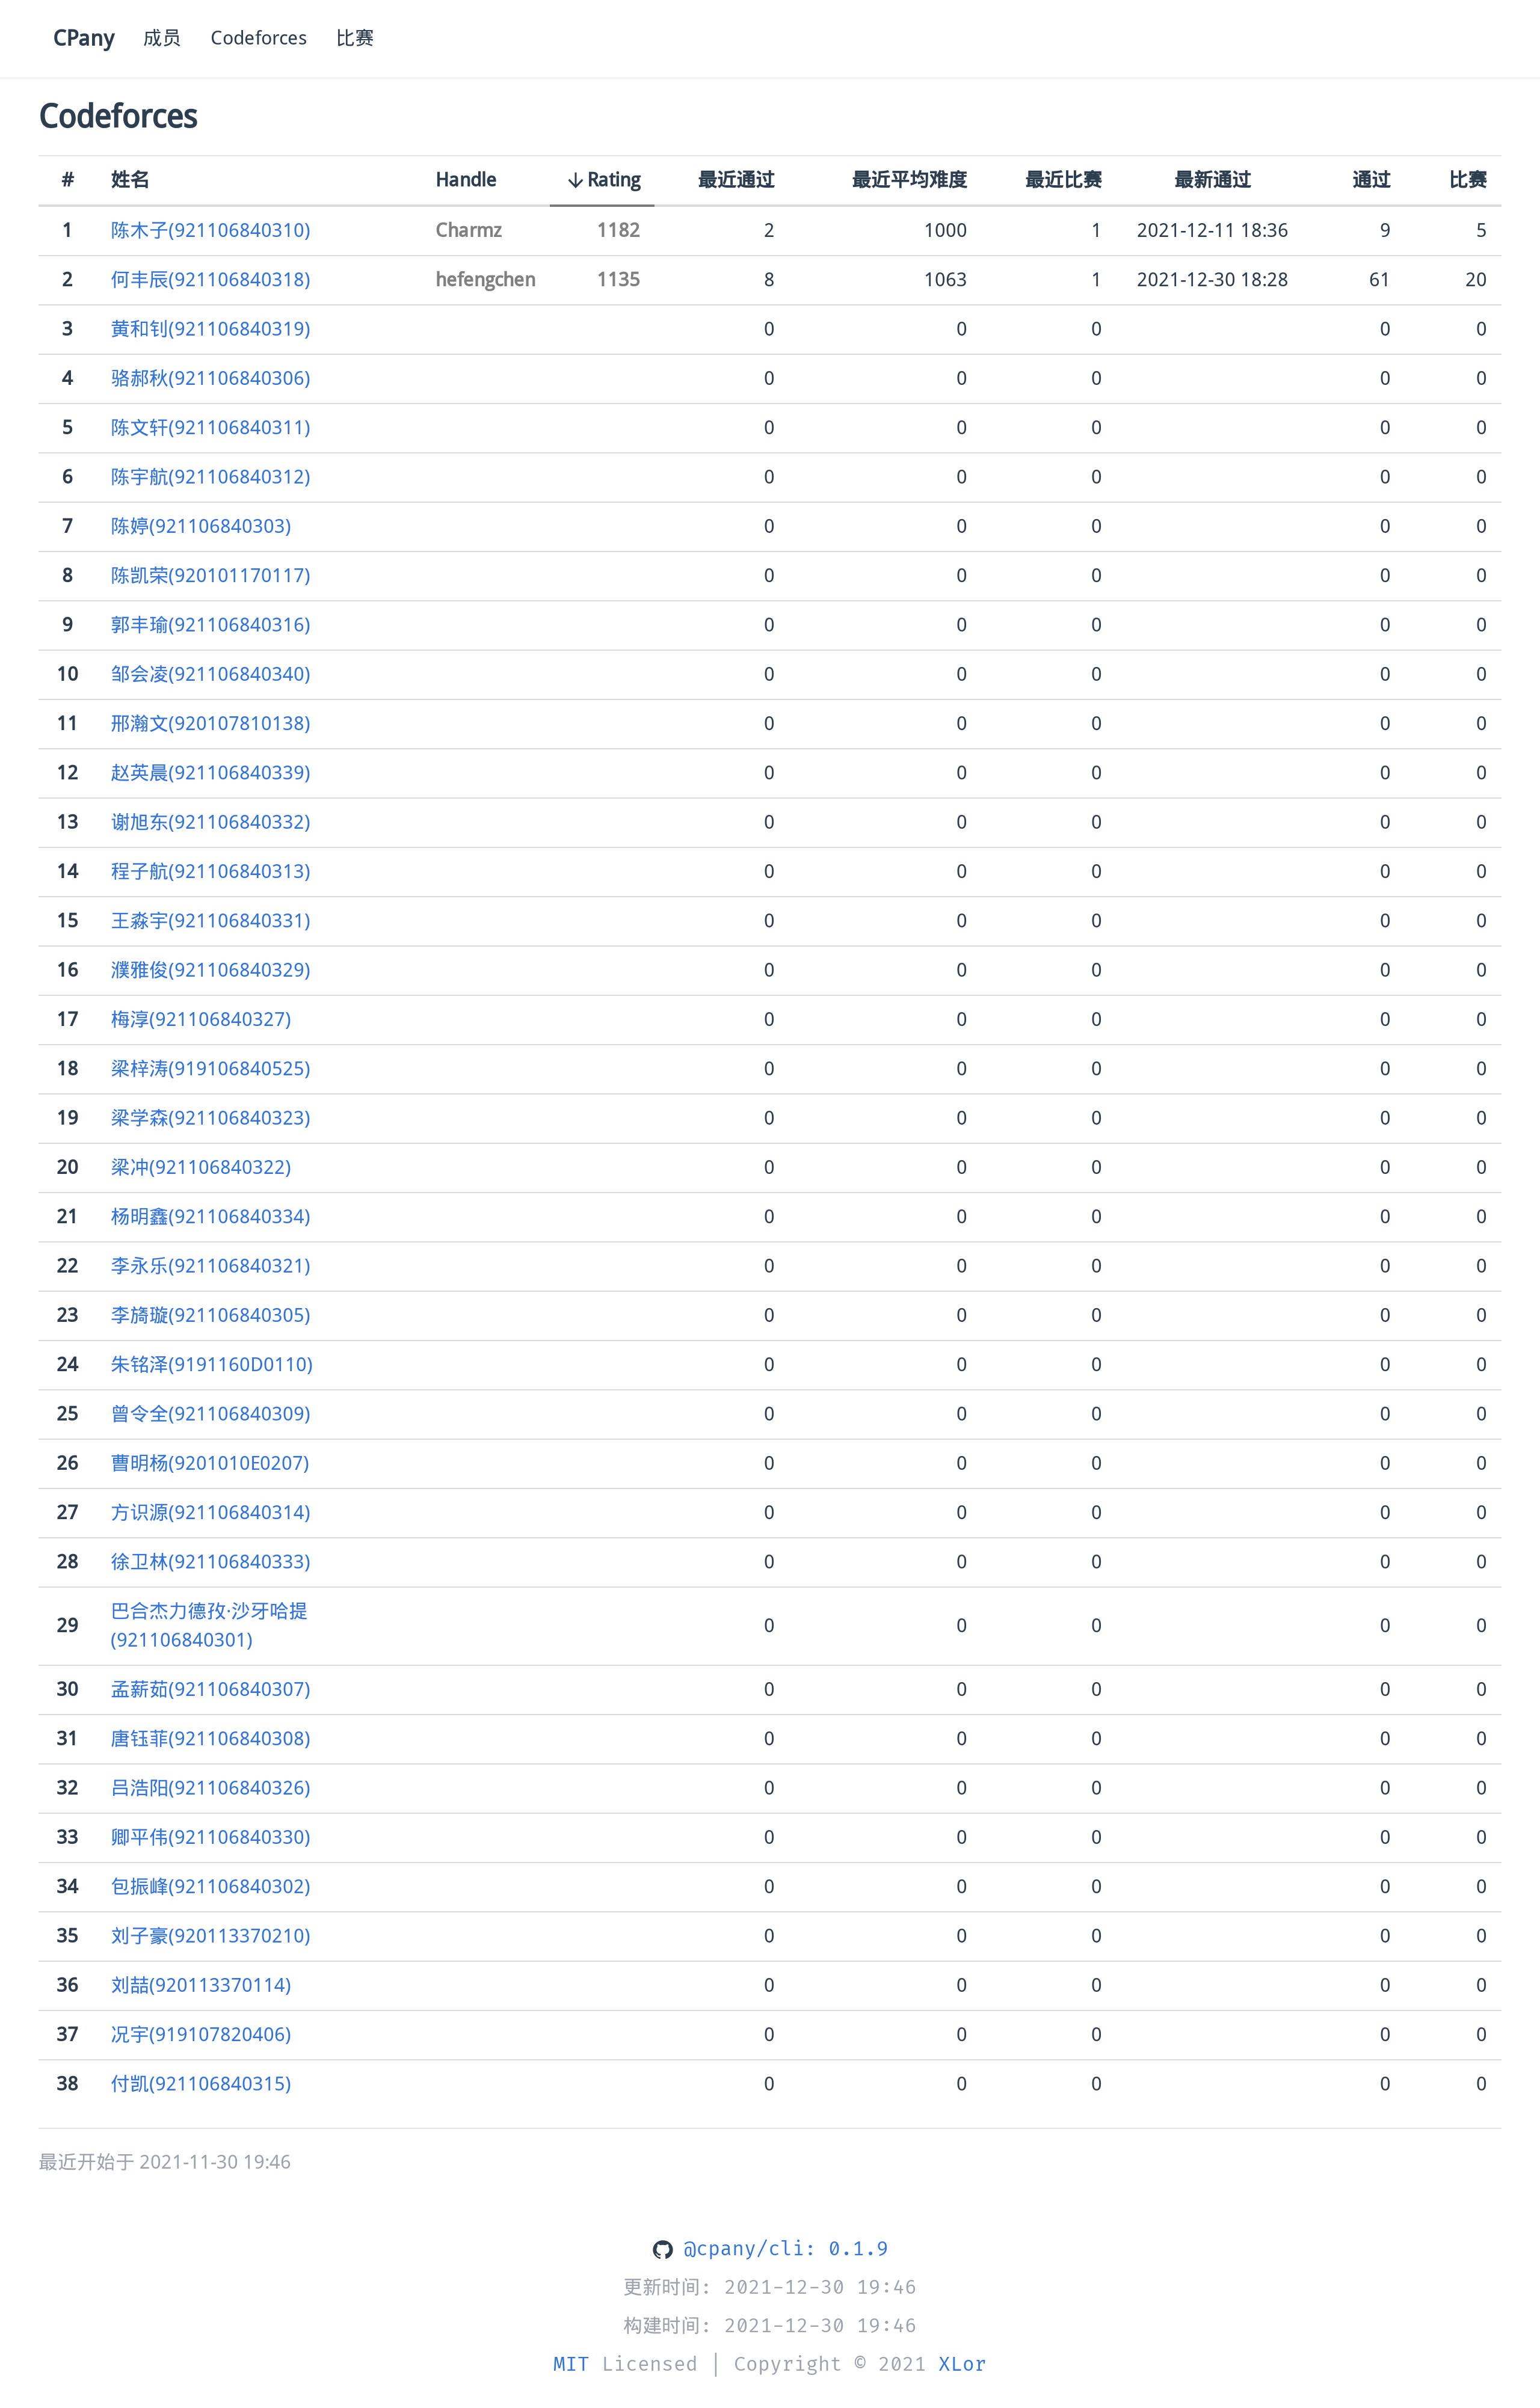 CPany 成员 Codeforces 比赛
Codeforces
# 姓名 Handle ↓ Rating 最近通过 最近平均难度 最近比赛 最新通过 通过 比赛
1 陈木子(921106840310) Charmz 1182 2 1000 1 2021-12-11 18:36 9 5
2 何丰辰(921106840318) hefengchen 1135 8 1063 1 2021-12-30 18:28 61 20
3 黄和钊(921106840319) 0 0 0 0 0
4 骆郝秋(921106840306) 0 0 0 0 0
5 陈文轩(921106840311) 0 0 0 0 0
6 陈宇航(921106840312) 0 0 0 0 0
7 陈婷(921106840303) 0 0 0 0 0
8 陈凯荣(920101170117) 0 0 0 0 0
9 郭丰瑜(921106840316) 0 0 0 0 0
10 邹会凌(921106840340) 0 0 0 0 0
11 邢瀚文(920107810138) 0 0 0 0 0
12 赵英晨(921106840339) 0 0 0 0 0
13 谢旭东(921106840332) 0 0 0 0 0
14 程子航(921106840313) 0 0 0 0 0
15 王淼宇(921106840331) 0 0 0 0 0
16 濮雅俊(921106840329) 0 0 0 0 0
17 梅淳(921106840327) 0 0 0 0 0
18 梁梓涛(919106840525) 0 0 0 0 0
19 梁学森(921106840323) 0 0 0 0 0
20 梁冲(921106840322) 0 0 0 0 0
21 杨明鑫(921106840334) 0 0 0 0 0
22 李永乐(921106840321) 0 0 0 0 0
23 李旖璇(921106840305) 0 0 0 0 0
24 朱铭泽(9191160D0110) 0 0 0 0 0
25 曾令全(921106840309) 0 0 0 0 0
26 曹明杨(9201010E0207) 0 0 0 0 0
27 方识源(921106840314) 0 0 0 0 0
28 徐卫林(921106840333) 0 0 0 0 0
29 巴合杰力德孜·沙牙哈提
(921106840301) 0 0 0 0 0
30 孟薪茹(921106840307) 0 0 0 0 0
31 唐钰菲(921106840308) 0 0 0 0 0
32 吕浩阳(921106840326) 0 0 0 0 0
33 卿平伟(921106840330) 0 0 0 0 0
34 包振峰(921106840302) 0 0 0 0 0
35 刘子豪(920113370210) 0 0 0 0 0
36 刘喆(920113370114) 0 0 0 0 0
37 况宇(919107820406) 0 0 0 0 0
38 付凯(921106840315) 0 0 0 0 0
最近开始于 2021-11-30 19:46
@cpany/cli: 0.1.9
更新时间: 2021-12-30 19:46
构建时间: 2021-12-30 19:46
MIT Licensed | Copyright © 2021 XLor